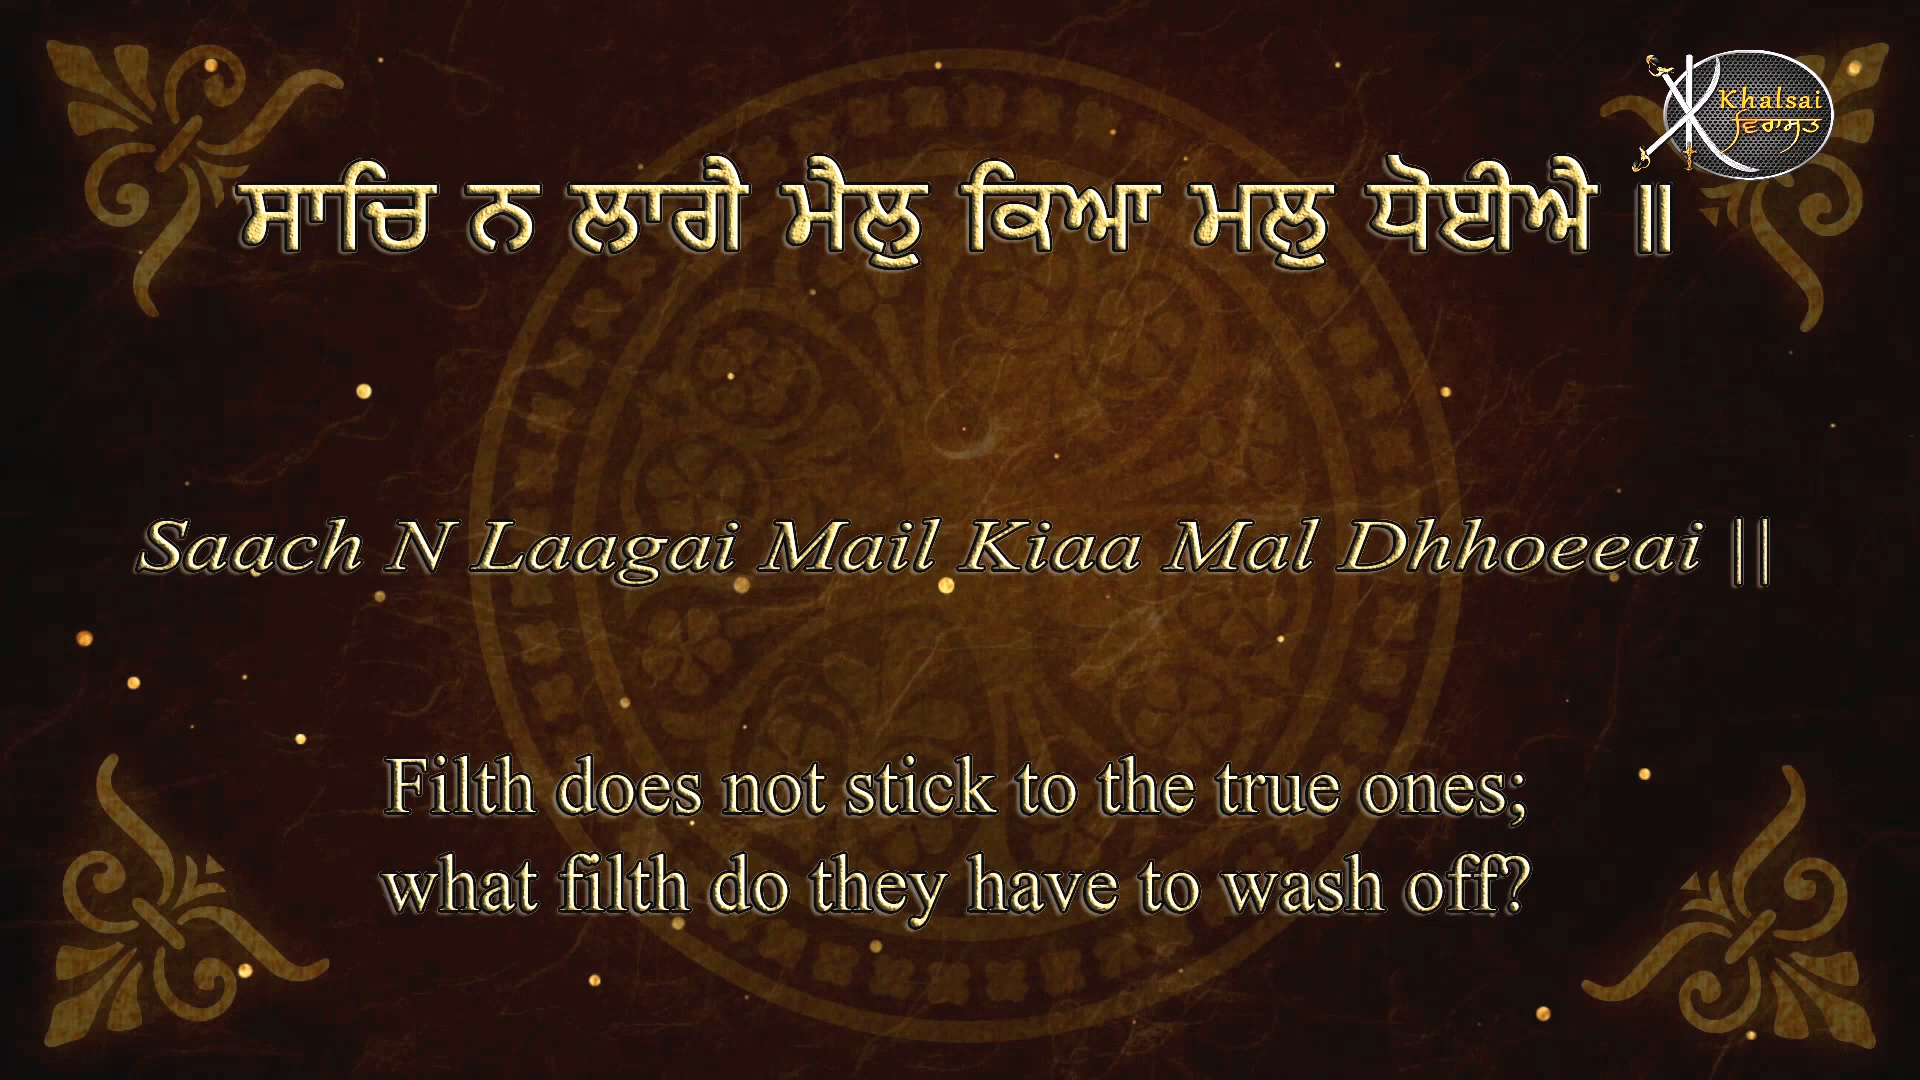 Khalsai
ਵਿਰਾਸਤ
ਸਾਚਿ ਨ ਲਾਗੈ ਮੈਲੁ ਕਿਆ ਮਲੁ ਧੋਈਐ ॥
Saach N Laagai Mail Kiaa Mal Dhhoeeai ||
Filth does not stick to the true ones;
what filth do they have to wash off?